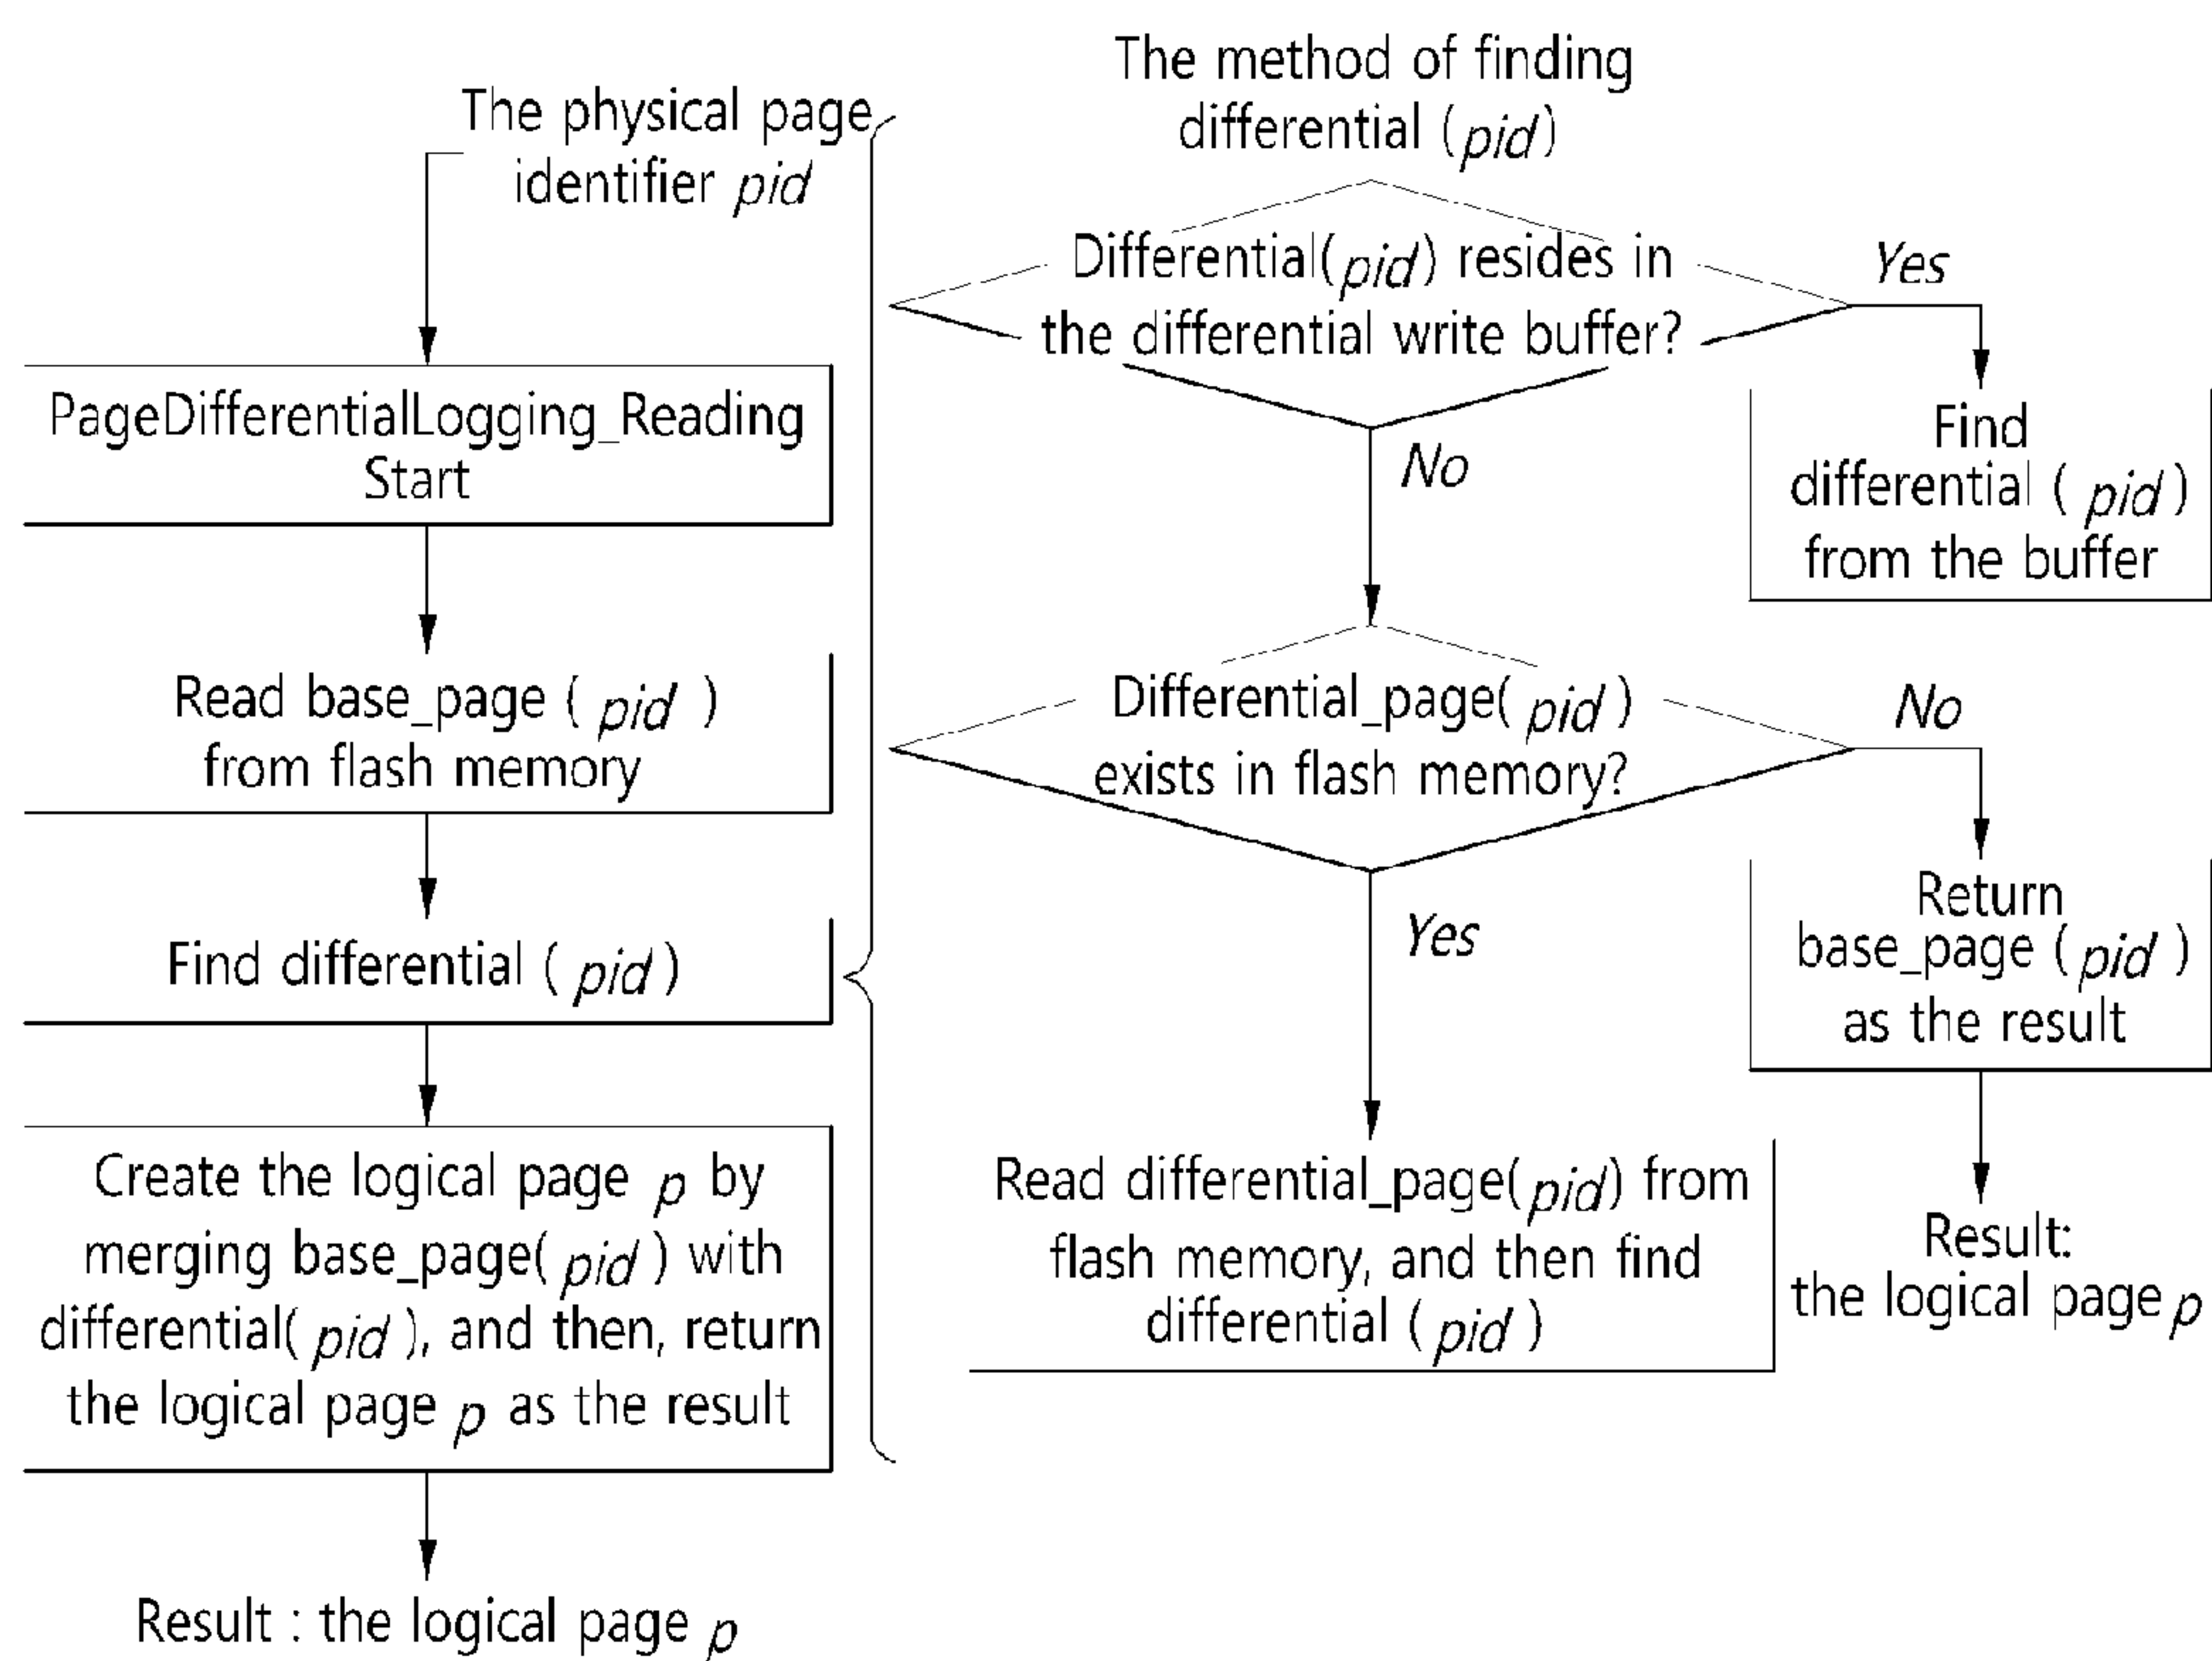 The physical page
identifier pid
PageDifferentialLogging_Reading
Start
Read base_page ( pid )
from flash memory
Find differential ( pid )
Create the logical page p by
merging base_page( pid ) with
differential( pid ), and then, return
the logical page p as the result
Result : the logical page p
The method of finding
differential (pid)
Differential(pid) resides in
the differential write buffer?
Yes
No
Find
differential ( pid )
from the buffer
Differential_page( pid )
exists in flash memory?
No
Yes
Return
base_page ( pid )
as the result
Read differential_page(pid) from
flash memory, and then find
differential ( pid )
Result:
the logical page p